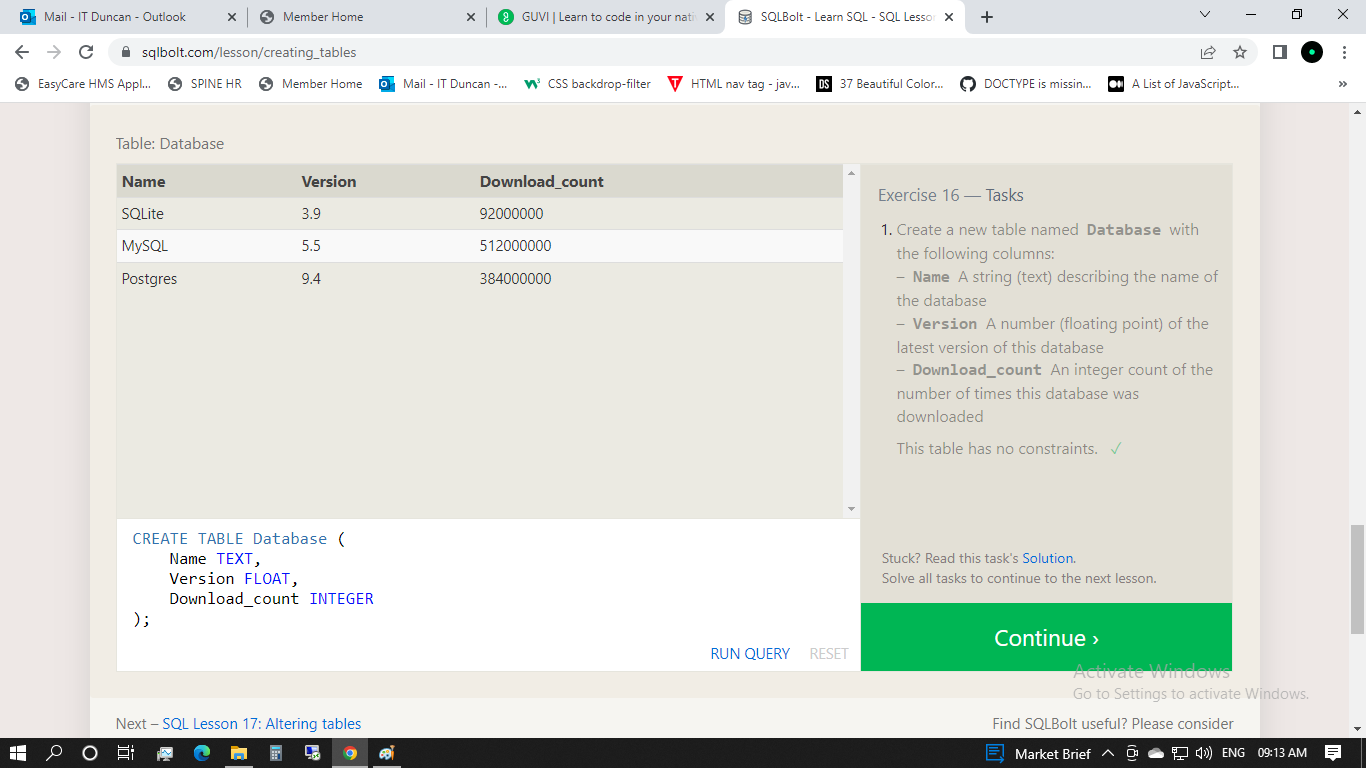 Mail - IT Duncan - Outlook
Member Home
GUVI | Learn to code in your nati
SQLBolt - Learn SQL - SQL Lesson
sqlbolt.com/lesson/creating_tables
EasyCare HMS Appl...
SPINE HR
Member Home
Mail - IT Duncan -...
CSS backdrop-filter
HTML nav tag - jav...
DS
37 Beautiful Color...
DOCTYPE is missin...
A List of JavaScript...
»
Table: Database
Name Version Download_count
SQLite 3.9 92000000
MySQL 5.5 512000000
Postgres 9.4 384000000
CREATE TABLE Database (
Name TEXT,
Version FLOAT,
Download_count INTEGER
);
RUN QUERY RESET
Exercise 16 — Tasks
1. Create a new table named Database with
the following columns:
– Name A string (text) describing the name of
the database
– Version A number (floating point) of the
latest version of this database
– Download_count An integer count of the
number of times this database was
downloaded
This table has no constraints. ✓
Stuck? Read this task's Solution.
Solve all tasks to continue to the next lesson.
Continue ›
Activate Windows
Go to Settings to activate Windows.
Next – SQL Lesson 17: Altering tables
Find SQLBolt useful? Please consider
Market Brief
ENG
09:13 AM